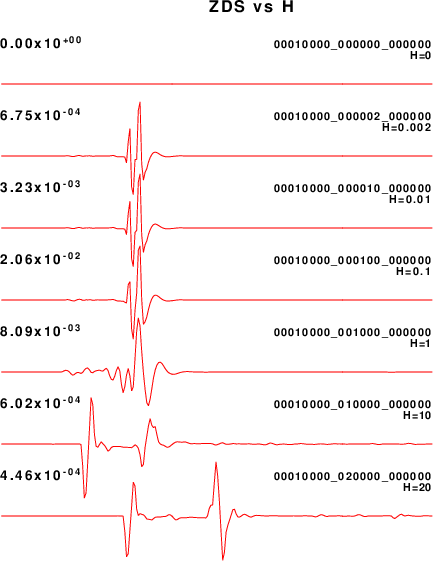 ZDS vs H
0.00x10+00 00010000_000000_000000
H=0
6.75x10-04 00010000_000002_000000
H=0.002
3.23x10-03 00010000_000010_000000
H=0.01
2.06x10-02 00010000_000100_000000
H=0.1
8.09x10-03 00010000_001000_000000
H=1
6.02x10-04 00010000_010000_000000
H=10
4.46x10-04 00010000_020000_000000
H=20